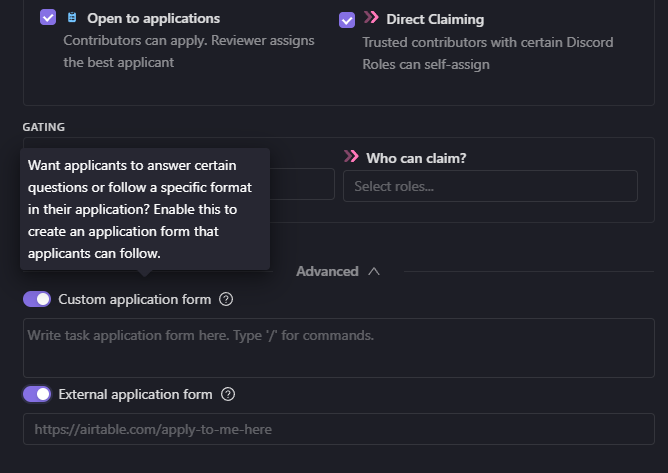 Open to applications
Contributors can apply. Reviewer assigns
the best applicant
Direct Claiming
Trusted contributors with certain Discord
Roles can self-assign
GATING
Want applicants to answer certain
questions or follow a specific format
in their application? Enable this to
create an application form that
applicants can follow.
Who can claim?
Select roles...
Advanced
Custom application form
Write task application form here. Type '/' for commands.
External application form
https://airtable.com/apply-to-me-here